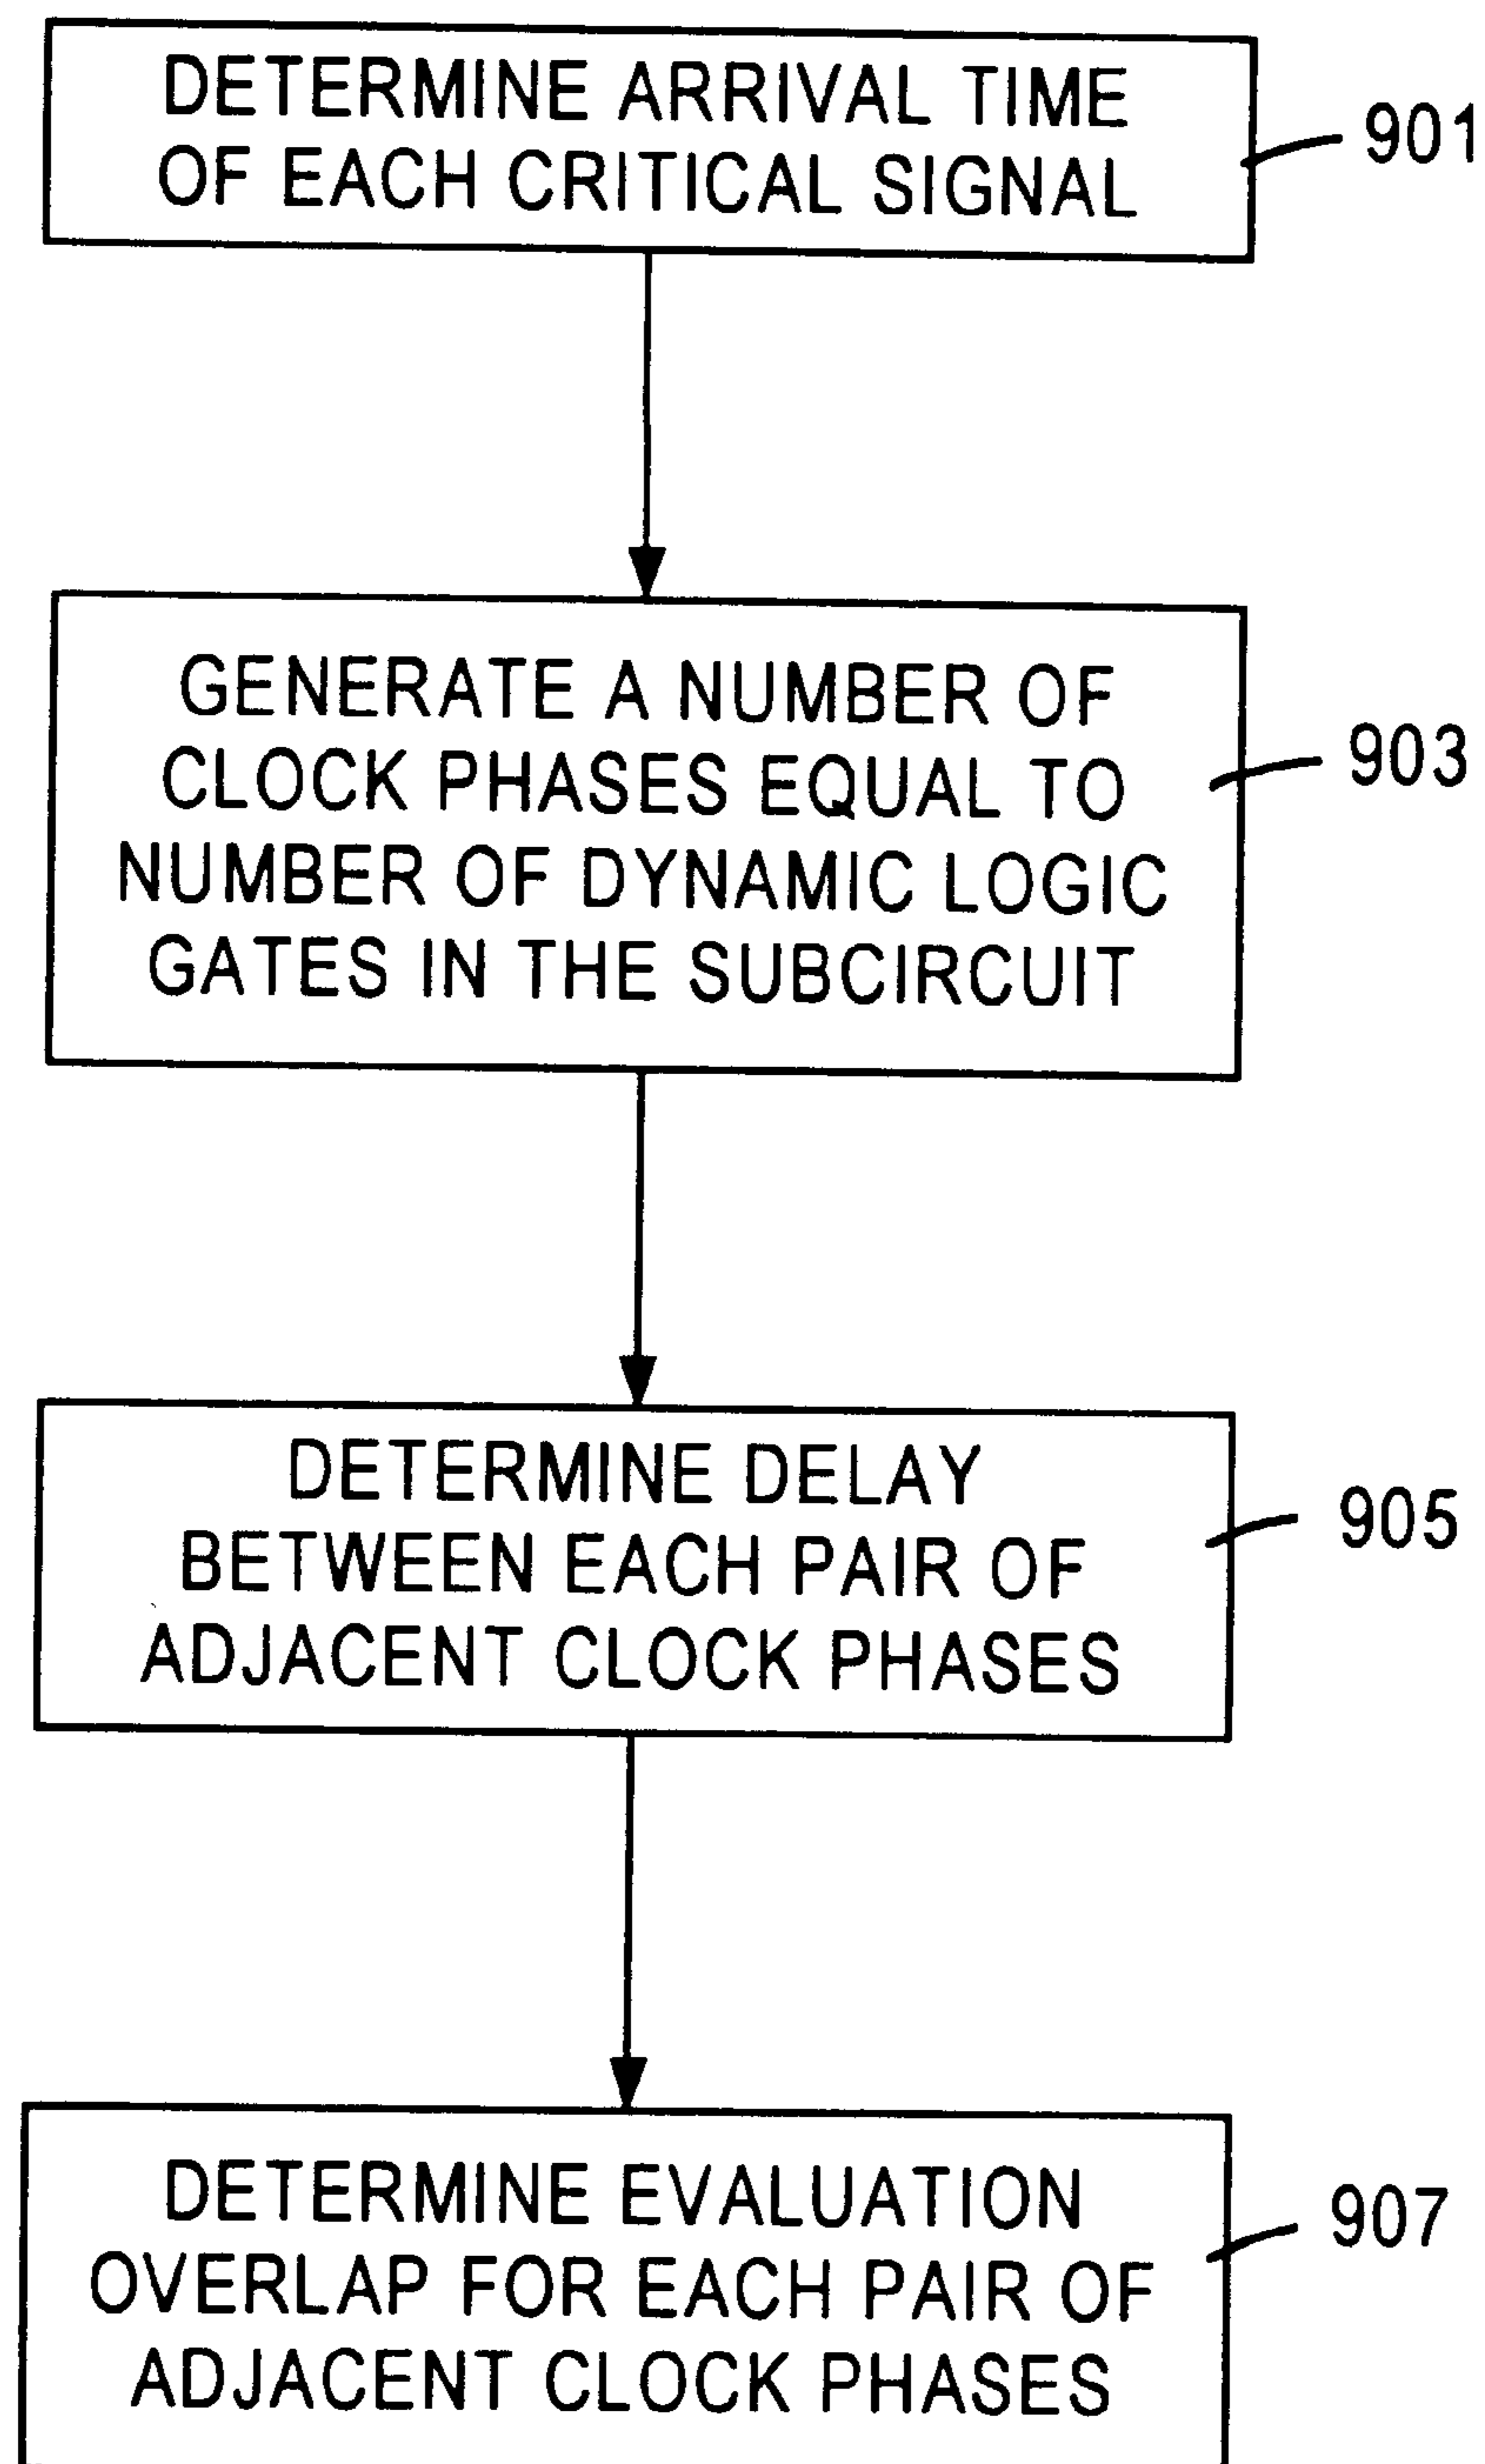 DETERMINE ARRIVAL TIME
OF EACH CRITICAL SIGNAL
901
GENERATE A NUMBER OF
CLOCK PHASES EQUAL TO
NUMBER OF DYNAMIC LOGIC
GATES IN THE SUBCIRCUIT
903
DETERMINE DELAY
BETWEEN EACH PAIR OF
ADJACENT CLOCK PHASES
905
DETERMINE EVALUATION
OVERLAP FOR EACH PAIR OF
ADJACENT CLOCK PHASES
907